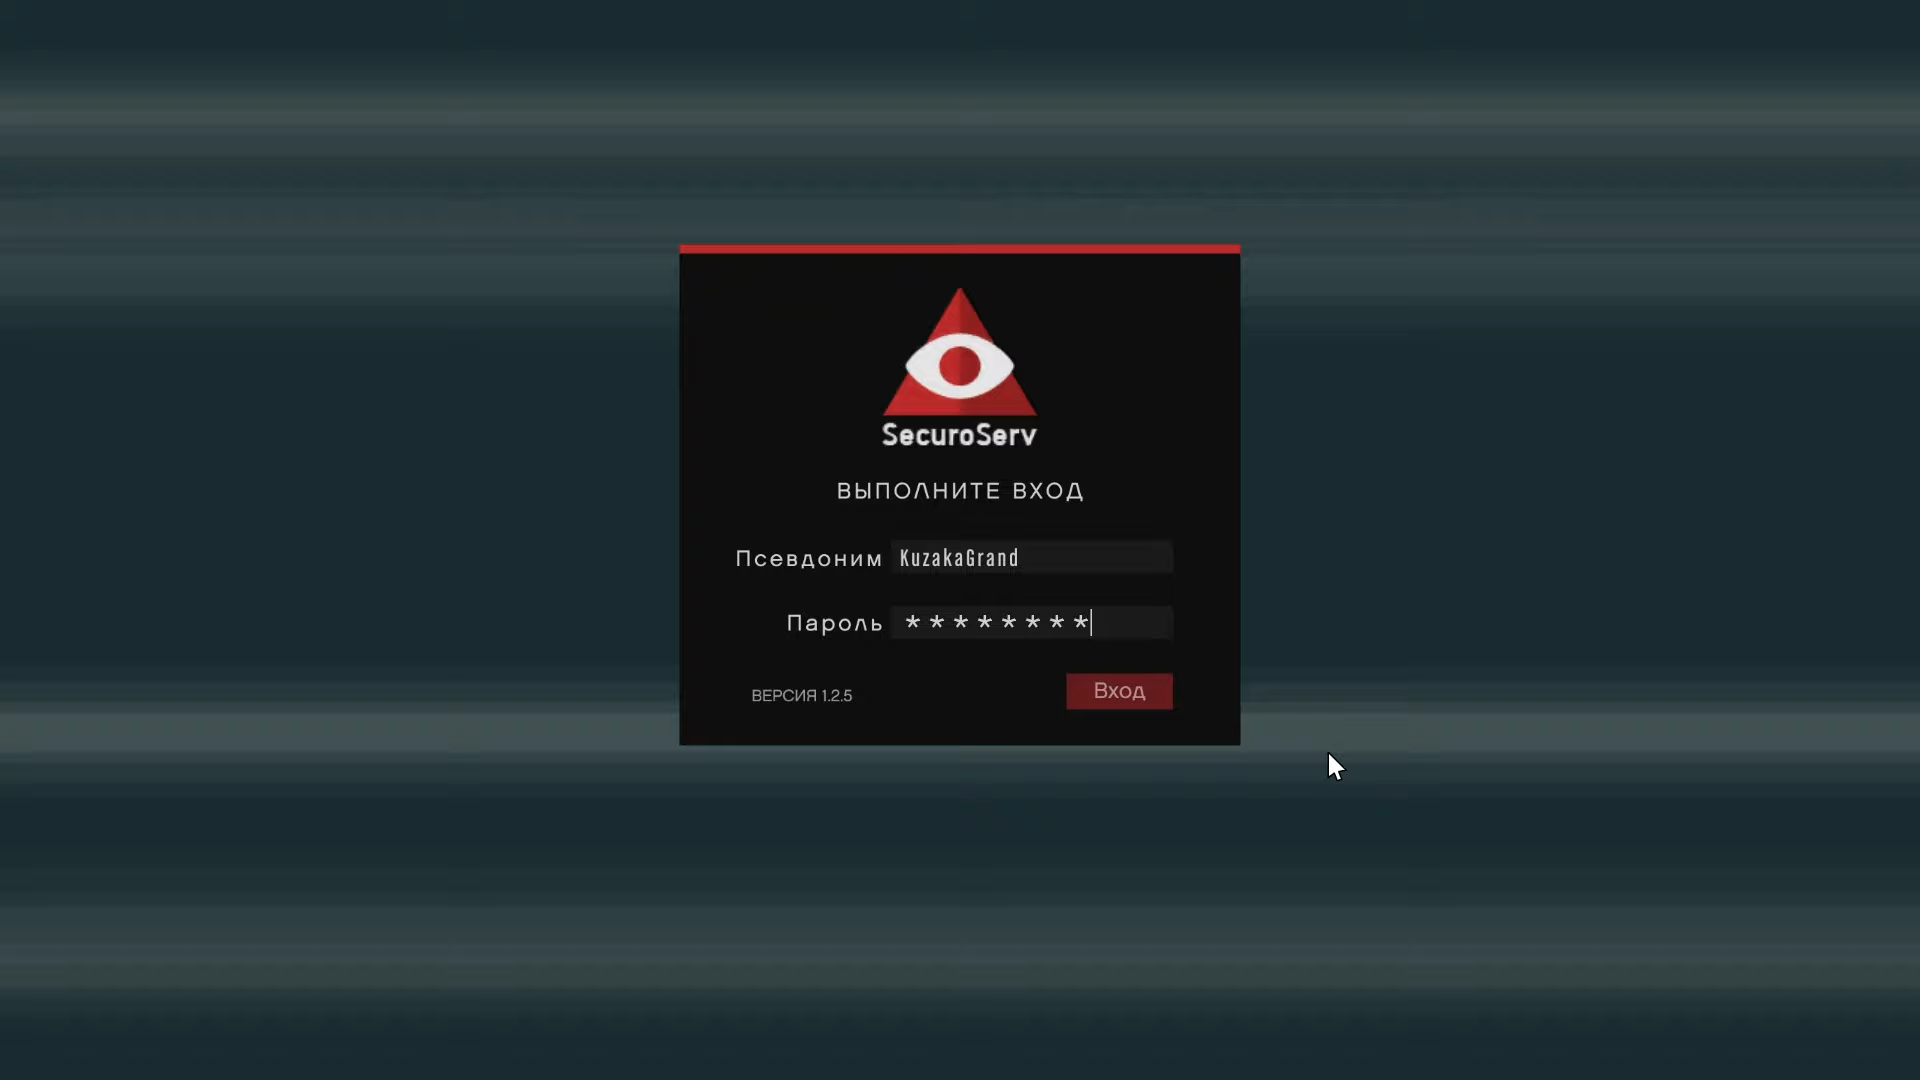 SecuroServ
ВЫПОЛНИТЕ ВХОД
Псевдоним KuzakaGrand
Пароль ********
ВЕРСИЯ 1.2.5
Вход